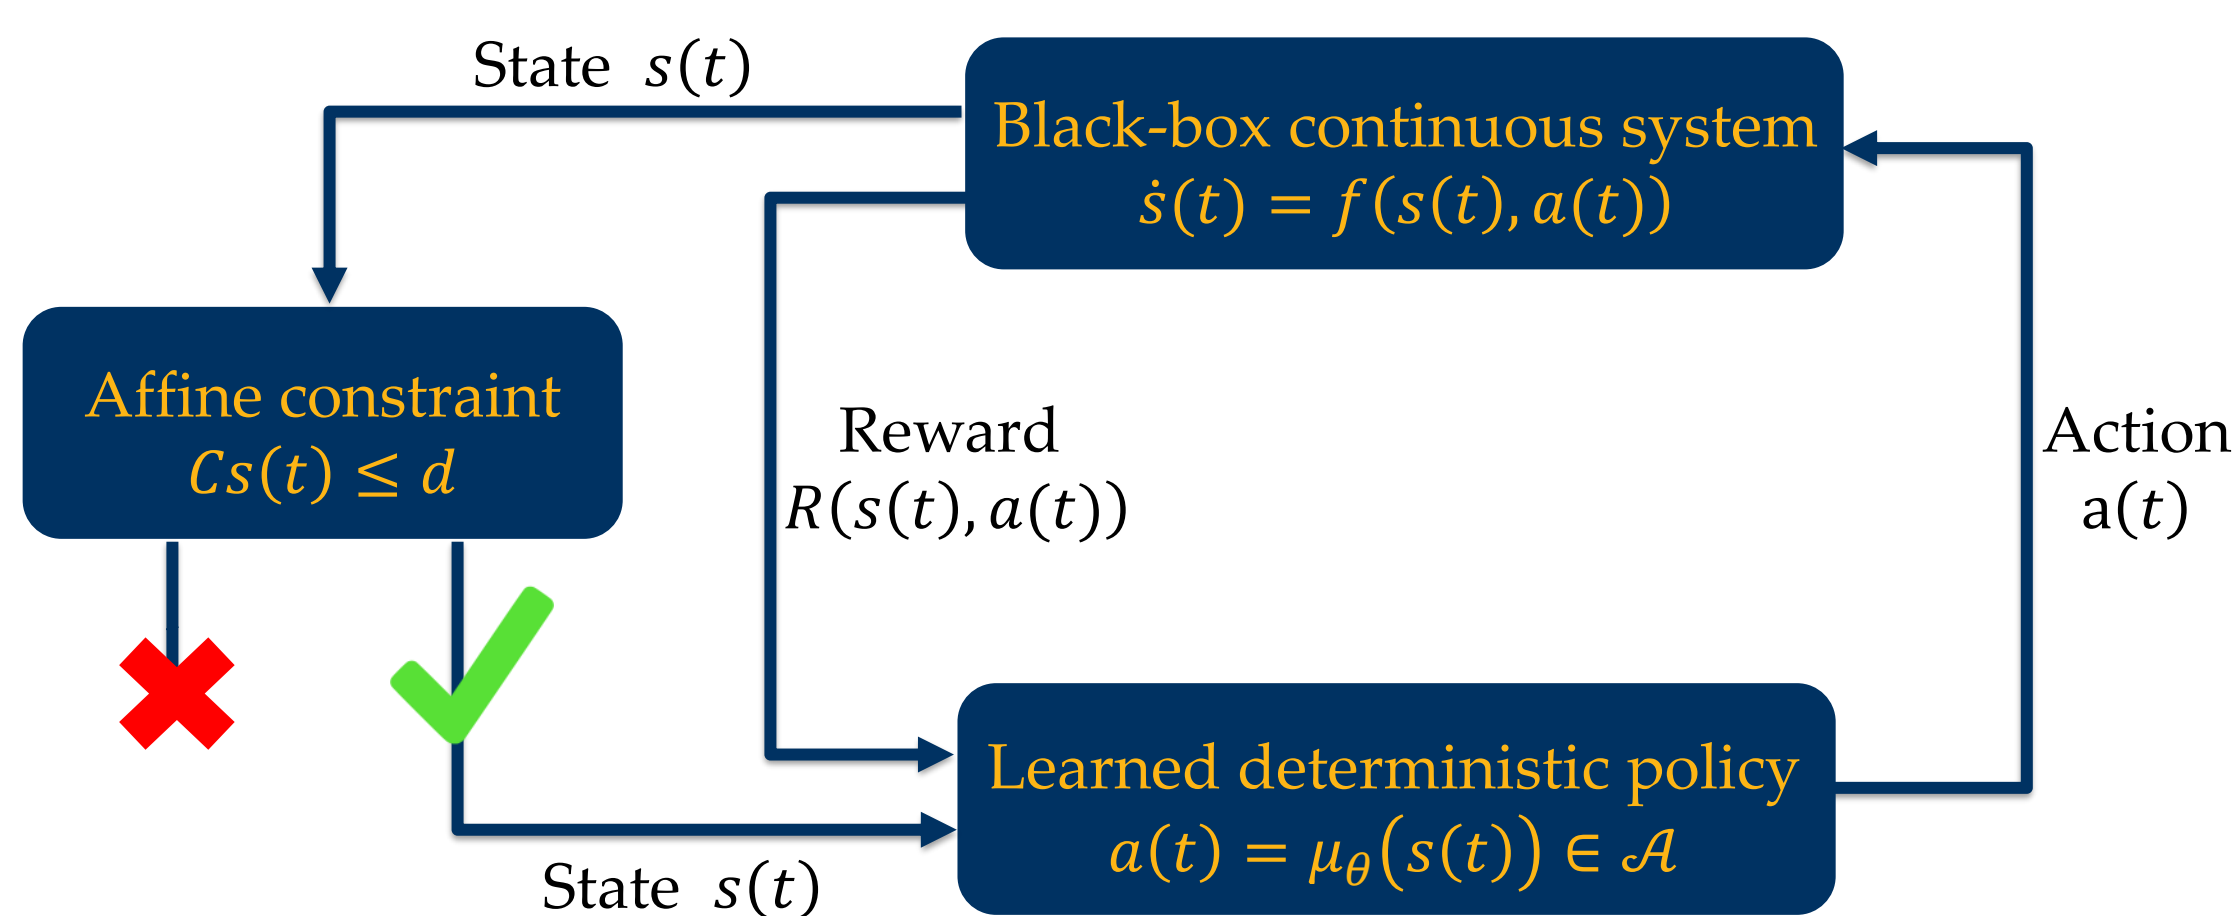 State s(t)
Black-box continuous system
ṡ(t) = f(s(t), a(t))
Affine constraint
Cs(t) ≤ d
Reward
R(s(t), a(t))
Action
a(t)
Learned deterministic policy
a(t) = μ_θ(s(t)) ∈ 𝒜
State s(t)